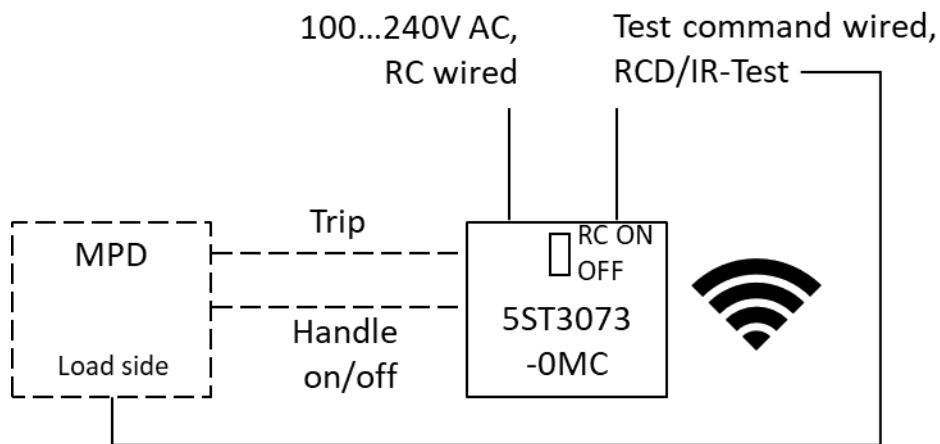 100...240V AC,
RC wired
Test command wired,
RCD/IR-Test
Trip
MPD
RC ON
OFF
5ST3073
-0MC
Handle
on/off
Load side